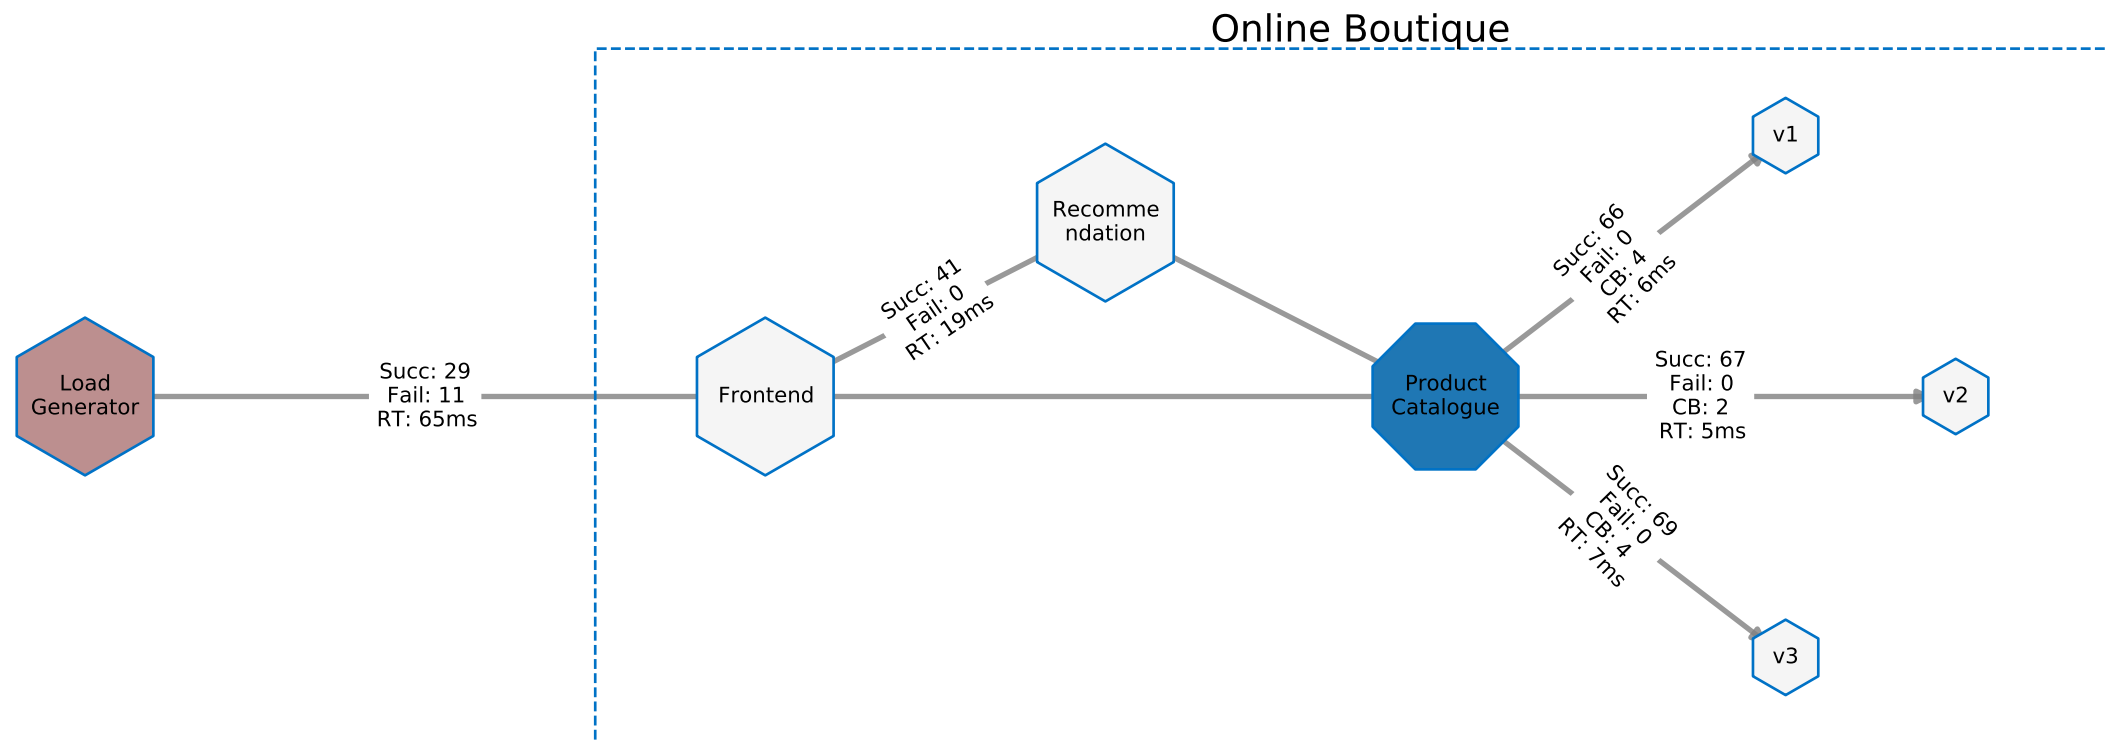 Online Boutique
Load
Generator
Succ: 29
Fail: 11
RT: 65ms
Frontend
Succ: 41
Fail: 0
RT: 19ms
Recomme
ndation
Product
Catalogue
Succ: 66
Fail: 0
CB: 4
RT: 6ms
v1
Succ: 67
Fail: 0
CB: 2
RT: 5ms
v2
Succ: 69
Fail: 0
CB: 4
RT: 7ms
v3